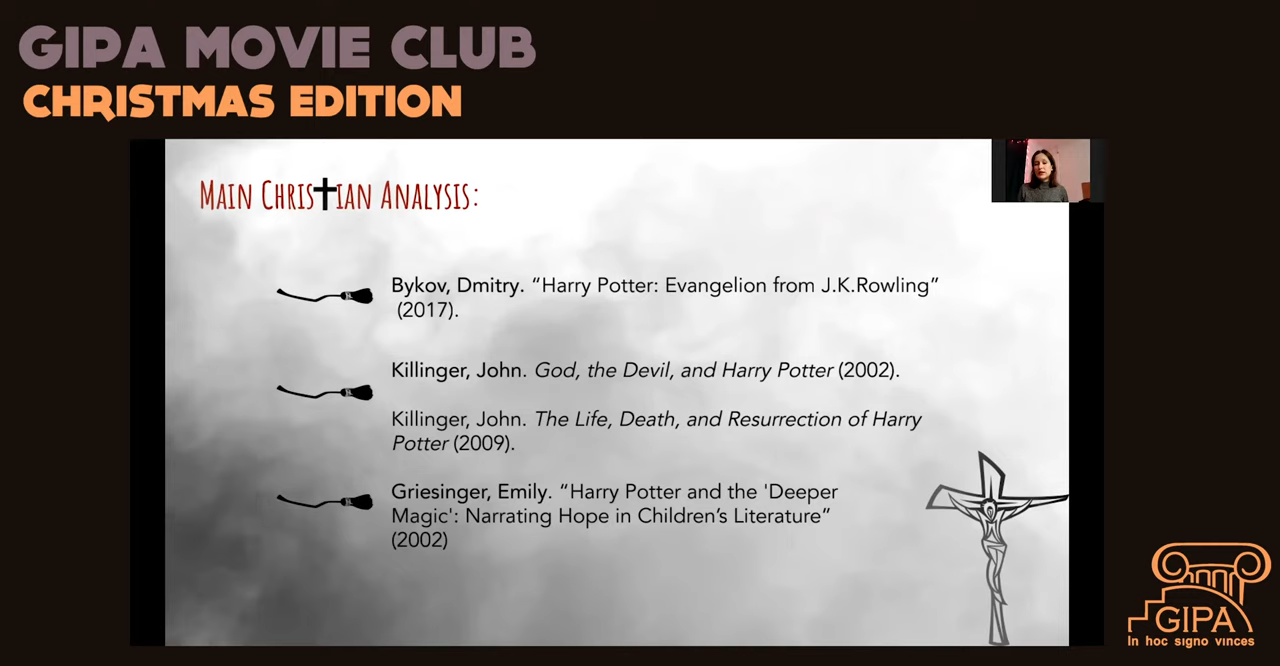 GIPA MOVIE CLUB
CHRISTMAS EDITION
MAIN CHRISTIAN ANALYSIS:
Bykov, Dmitry. “Harry Potter: Evangelion from J.K.Rowling”
(2017).
Killinger, John. God, the Devil, and Harry Potter (2002).
Killinger, John. The Life, Death, and Resurrection of Harry
Potter (2009).
Griesinger, Emily. “Harry Potter and the 'Deeper
Magic': Narrating Hope in Children’s Literature”
(2002)
GIPA
In hoc signo vinces